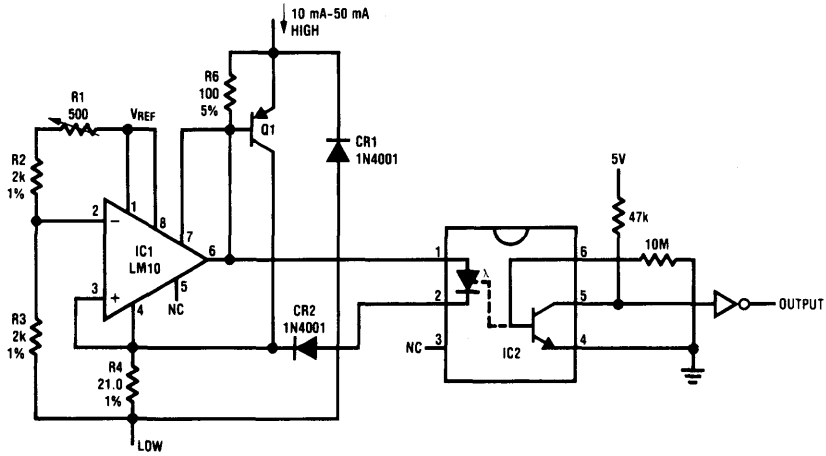 10 mA-50 mA
HIGH
R6
100
5%
R1
500
VREF
Q1
CR1
1N4001
R2
2k
1%
5V
47k
2
1
8
7
10M
IC1
LM10
6
1
λ
6
3
5
NC
2
5
OUTPUT
4
CR2
1N4001
R3
2k
1%
NC
3
IC2
4
R4
21.0
1%
LOW